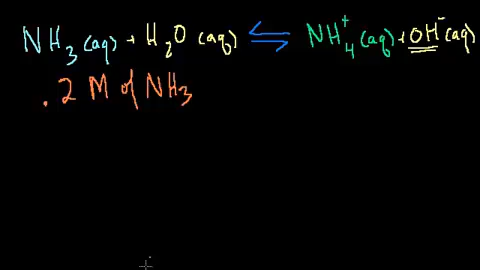 NH₃(aq) + H₂O(aq) ⇌ NH₄⁺(aq) + OH⁻(aq)
.2 M of NH₃